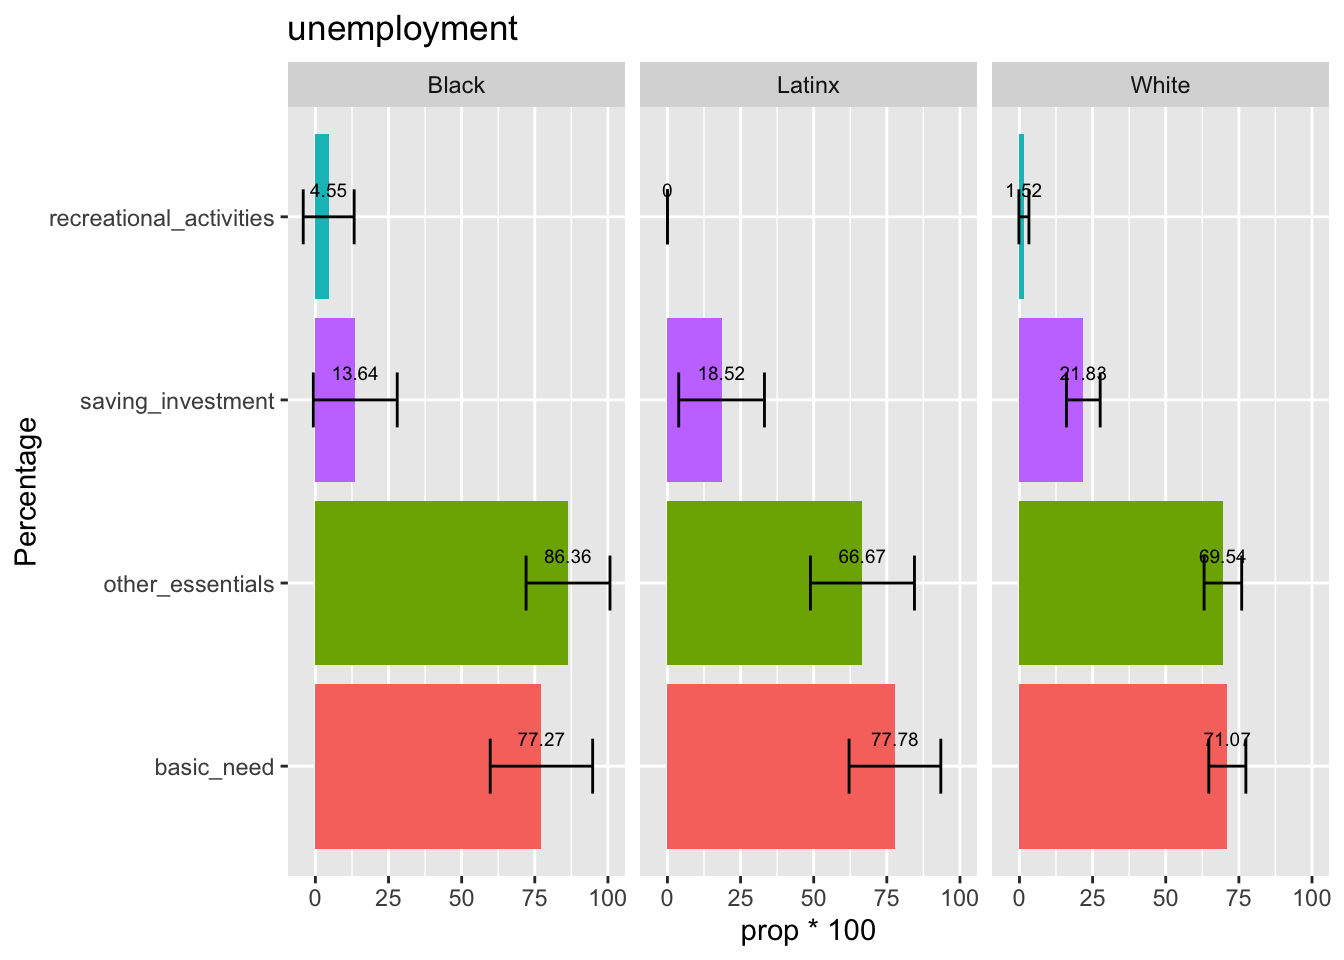 unemployment
Black Latinx White
recreational_activities
4.55 0 1.52
saving_investment
13.64 18.52 21.83
other_essentials
86.36 66.67 69.54
basic_need
77.27 77.78 71.07
Percentage
0 25 50 75 100 0 25 50 75 100 0 25 50 75 100
prop * 100